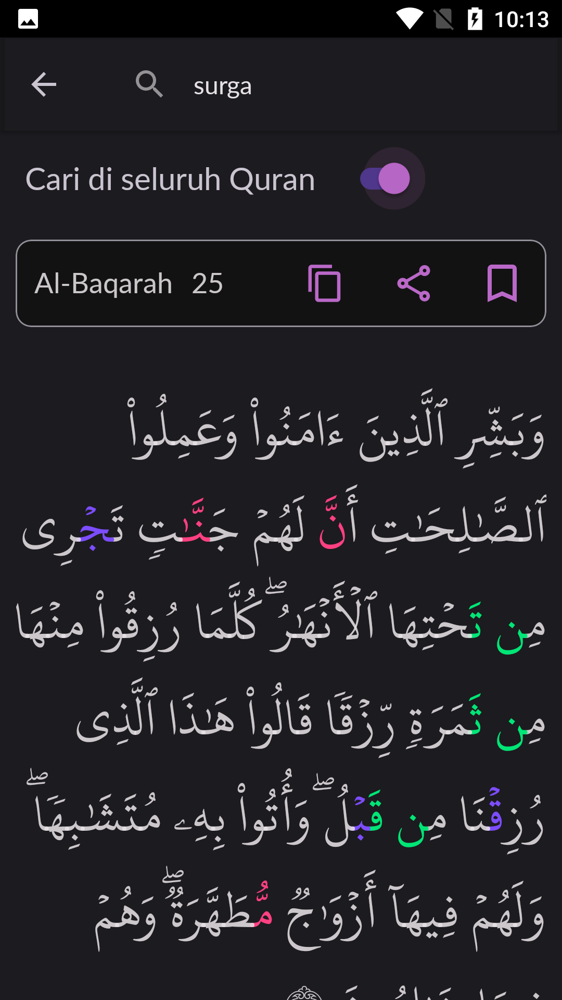 10:13
surga
Cari di seluruh Quran
Al-Baqarah 25
وَبَشِّرِ ٱلَّذِينَ ءَامَنُوا۟ وَعَمِلُوا۟
ٱلصَّـٰلِحَـٰتِ أَنَّ لَهُمۡ جَنَّـٰتٍ تَجۡرِى
مِن تَحۡتِهَا ٱلۡأَنۡهَـٰرُۖ كُلَّمَا رُزِقُوا۟ مِنۡهَا
مِن ثَمَرَةٍ رِّزۡقًا قَالُوا۟ هَـٰذَا ٱلَّذِى
رُزِقۡنَا مِن قَبۡلُۖ وَأُتُوا۟ بِهِۦ مُتَشَـٰبِهًاۖ
وَلَهُمۡ فِيهَآ أَزۡوَٰجٌ مُّطَهَّرَةٌۖ وَهُمۡ